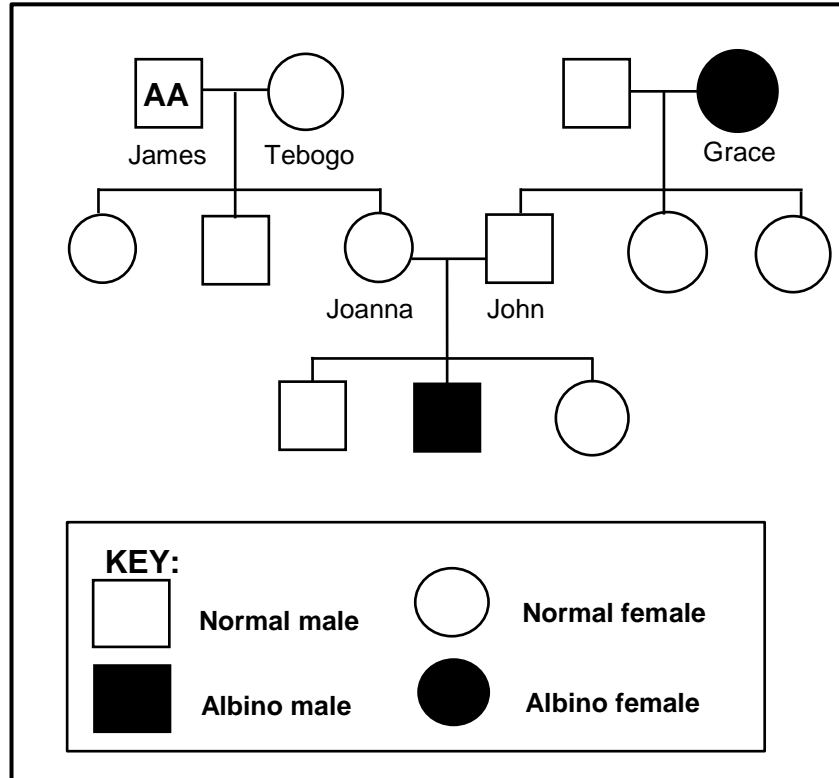 AA
James Tebogo Grace
Joanna John
KEY:
Normal male Normal female
Albino male Albino female